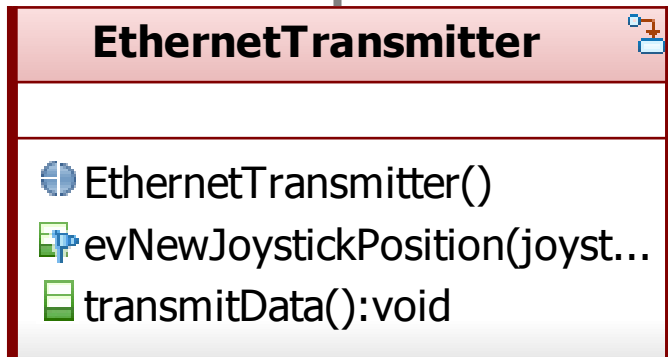 EthernetTransmitter
EthernetTransmitter()
evNewJoystickPosition(joyst...
transmitData():void